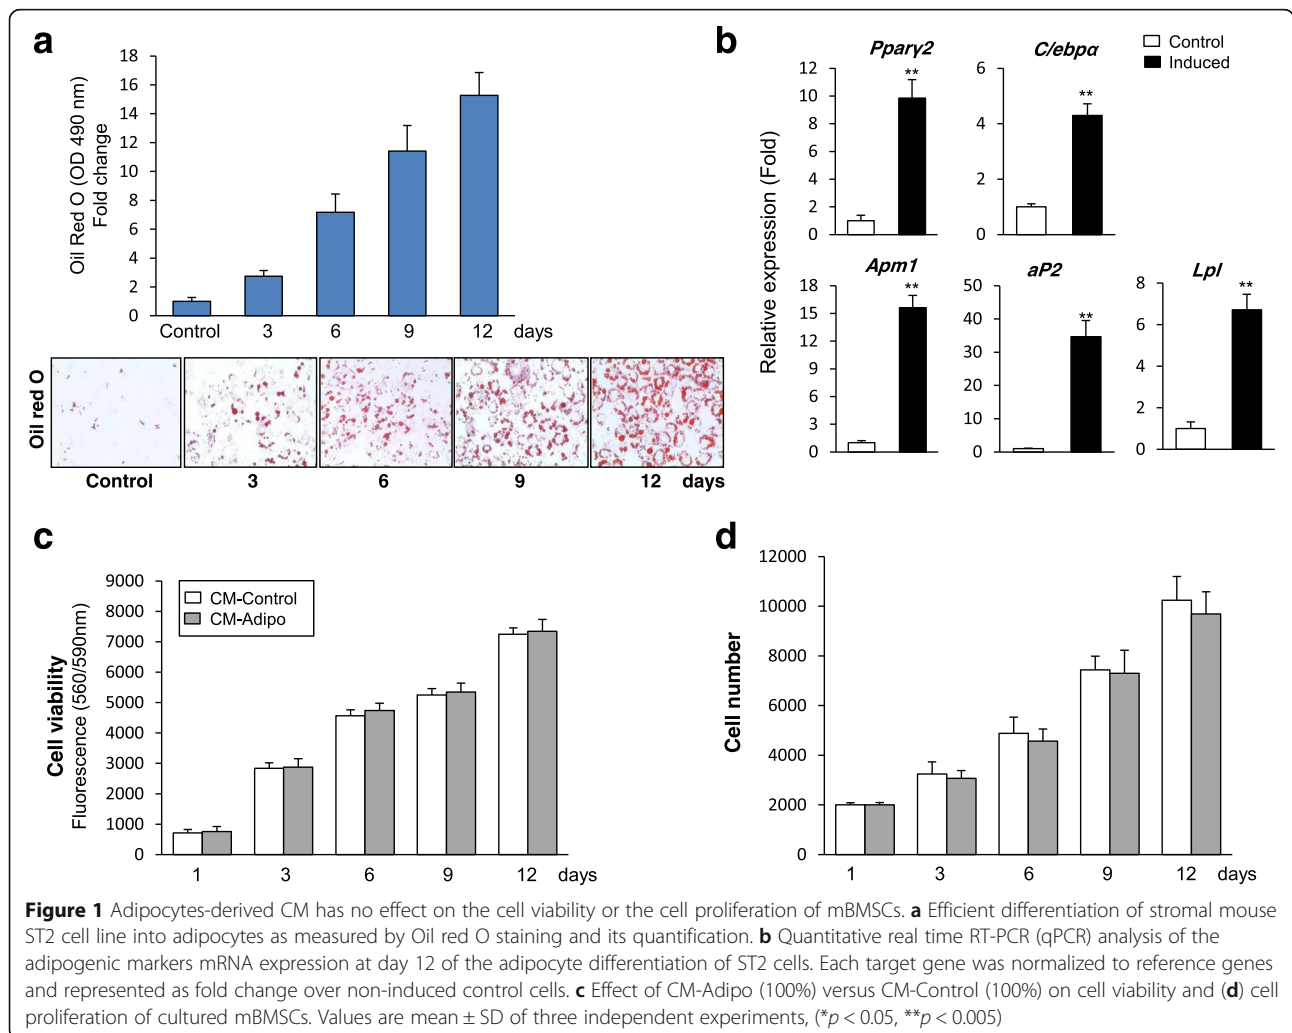 a
Oil Red O (OD 490 nm)
Fold change
18
16
14
12
10
8
6
4
2
0
Control 3 6 9 12 days
Oil red O
Control 3 6 9 12 days
b
Control
Induced
Relative expression (Fold)
Pparγ2
**
12
10
8
6
4
2
0
C/ebpα
**
6
4
2
0
Apm1
**
18
15
12
9
6
3
0
aP2
**
50
40
30
20
10
0
Lpl
**
8
6
4
2
0
c
Cell viability
Fluorescence (560/590nm)
9000
8000
7000
6000
5000
4000
3000
2000
1000
0
CM-Control
CM-Adipo
1 3 6 9 12 days
d
Cell number
12000
10000
8000
6000
4000
2000
0
1 3 6 9 12 days
Figure 1 Adipocytes-derived CM has no effect on the cell viability or the cell proliferation of mBMSCs. a Efficient differentiation of stromal mouse
ST2 cell line into adipocytes as measured by Oil red O staining and its quantification. b Quantitative real time RT-PCR (qPCR) analysis of the
adipogenic markers mRNA expression at day 12 of the adipocyte differentiation of ST2 cells. Each target gene was normalized to reference genes
and represented as fold change over non-induced control cells. c Effect of CM-Adipo (100%) versus CM-Control (100%) on cell viability and (d) cell
proliferation of cultured mBMSCs. Values are mean ± SD of three independent experiments, (*p < 0.05, **p < 0.005)